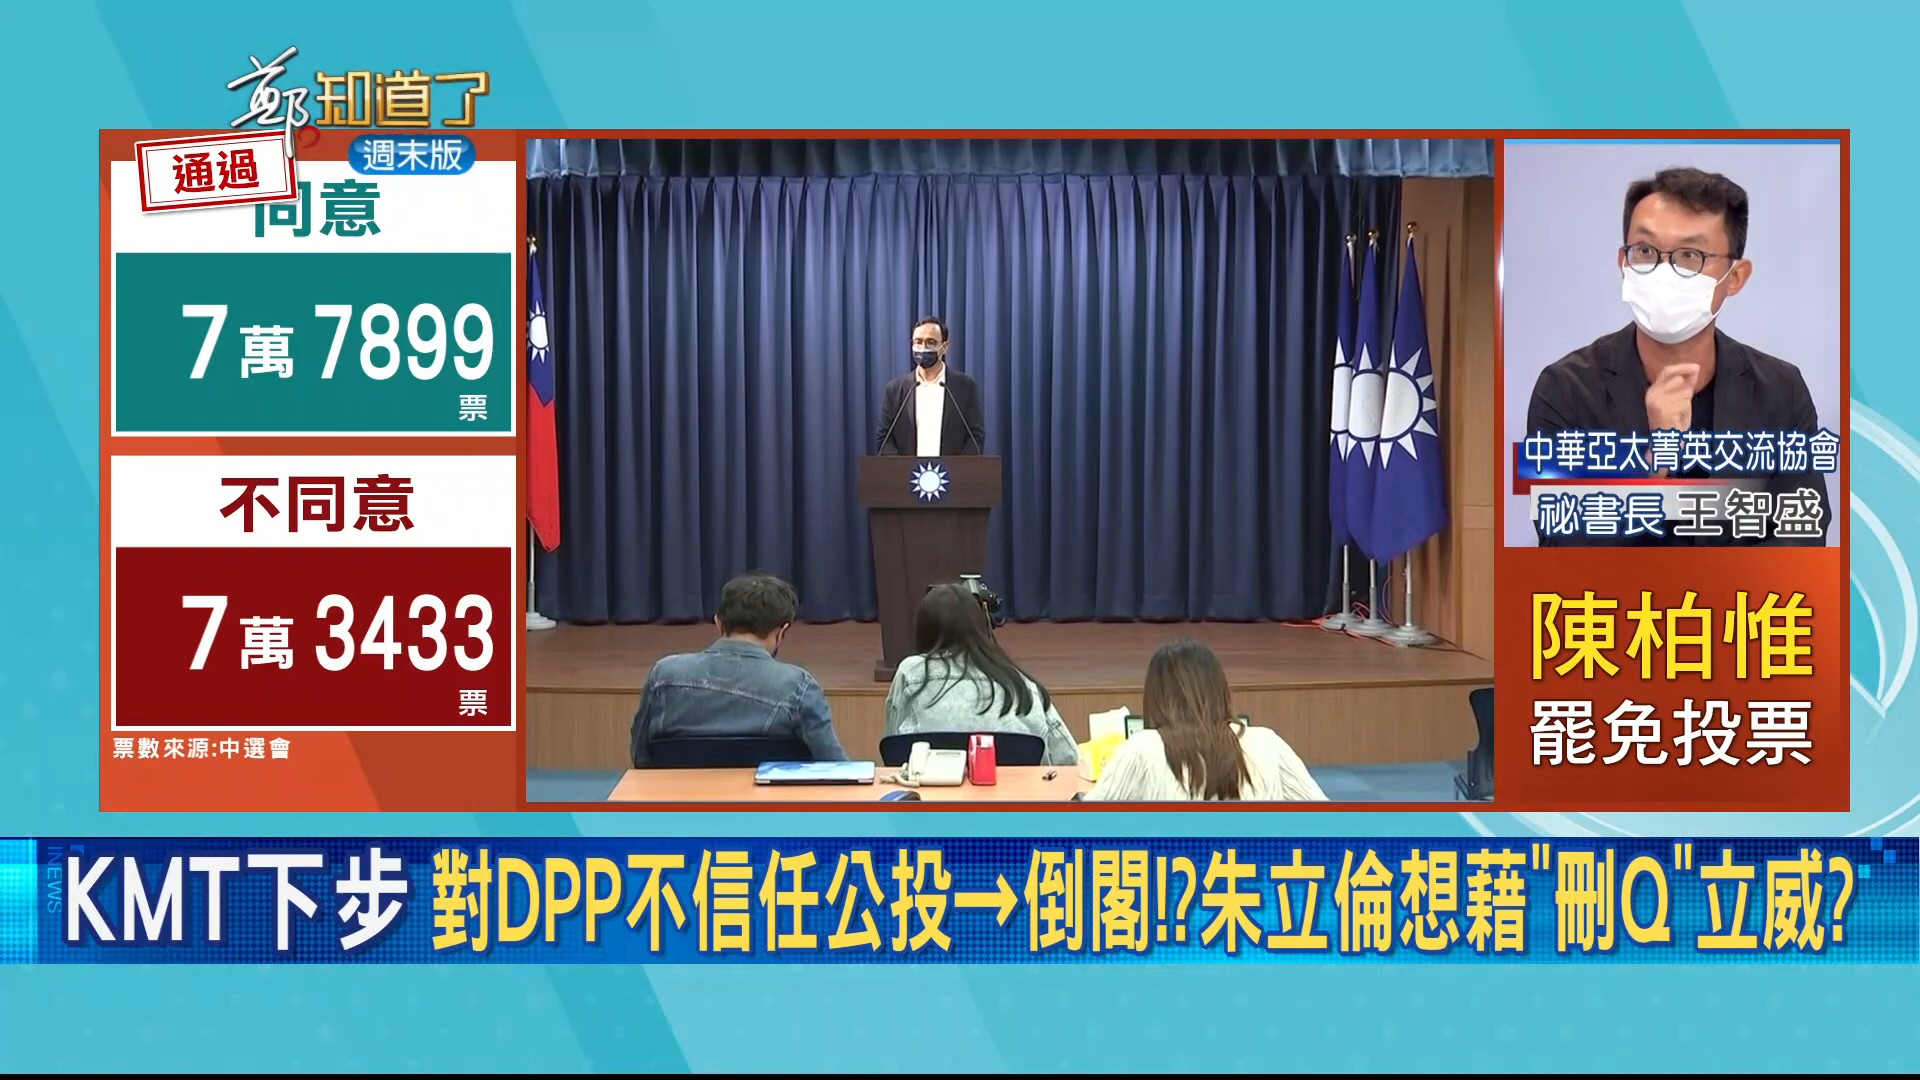 鄭知道了
週末版
通過
同意
7萬7899
票
不同意
7萬3433
票
票數來源:中選會
中華亞太菁英交流協會
祕書長 王智盛
陳柏惟
罷免投票
INEWS
KMT下步 對DPP不信任公投→倒閣!?朱立倫想藉"刪Q"立威?